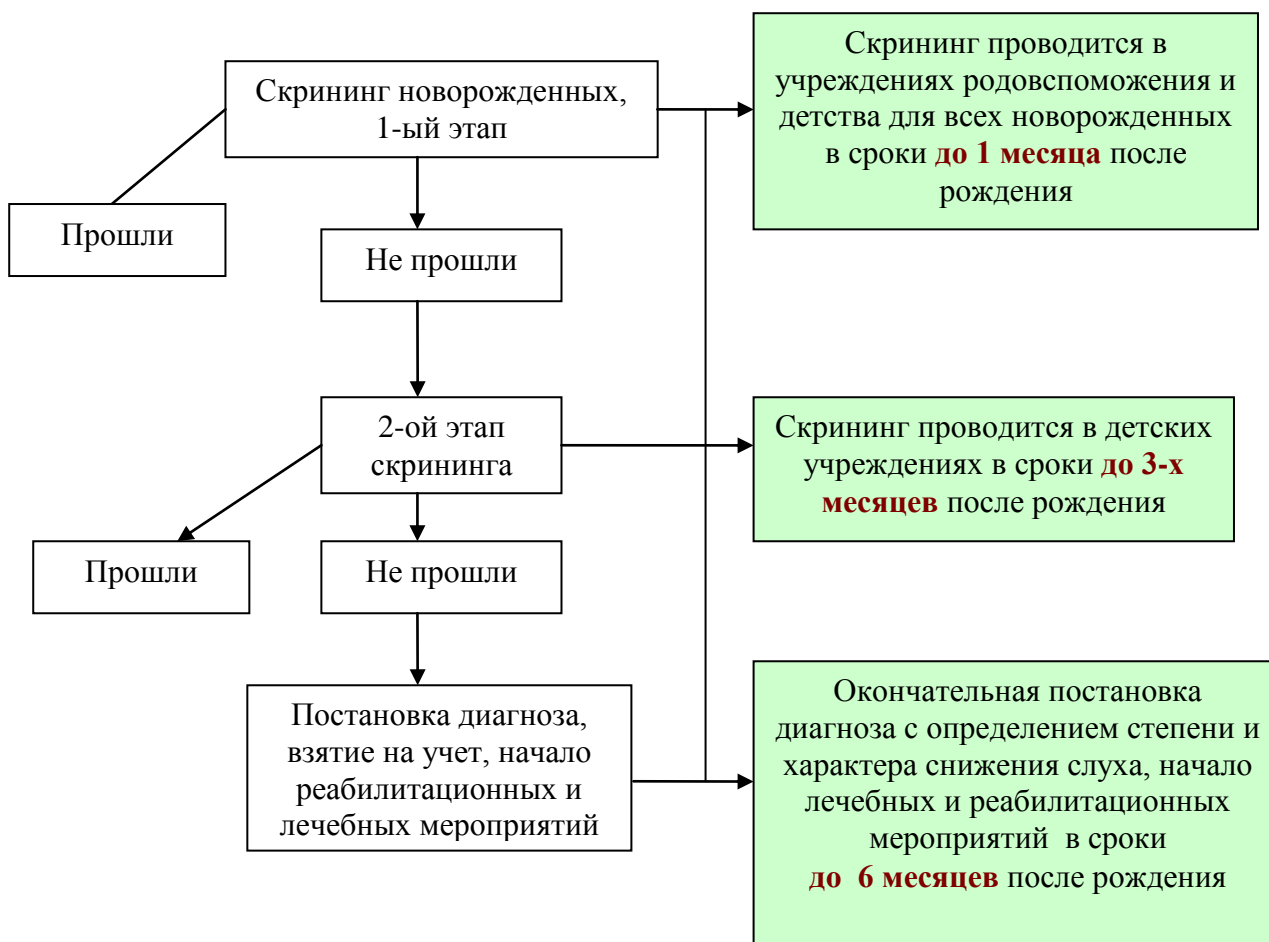 Скрининг новорожденных,
1-ый этап
Скрининг проводится в
учреждениях родовспоможения и
детства для всех новорожденных
в сроки до 1 месяца после
рождения
Прошли
Не прошли
2-ой этап
скрининга
Скрининг проводится в детских
учреждениях в сроки до 3-х
месяцев после рождения
Прошли
Не прошли
Постановка диагноза,
взятие на учет, начало
реабилитационных и
лечебных мероприятий
Окончательная постановка
диагноза с определением степени и
характера снижения слуха, начало
лечебных и реабилитационных
мероприятий в сроки
до 6 месяцев после рождения